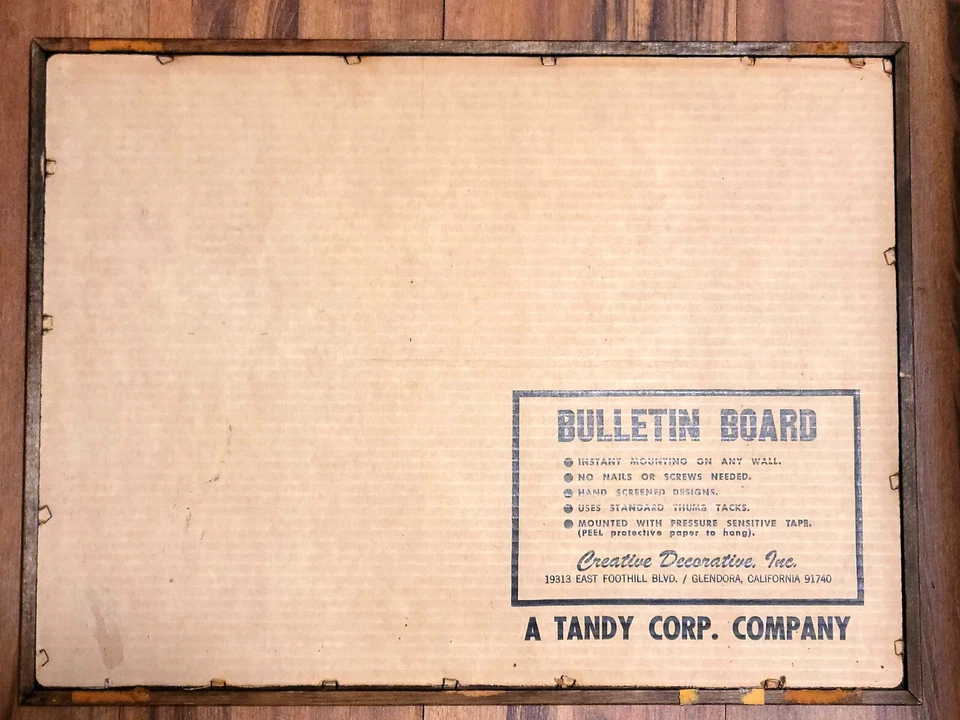 BULLETIN BOARD
● INSTANT MOUNTING ON ANY WALL.
● NO NAILS OR SCREWS NEEDED.
● HAND SCREENED DESIGNS.
● USES STANDARD THUMB TACKS.
● MOUNTED WITH PRESSURE SENSITIVE TAPE.
(PEEL protective paper to hang).
Creative Decorative, Inc.
19313 EAST FOOTHILL BLVD. / GLENDORA, CALIFORNIA 91740
A TANDY CORP. COMPANY